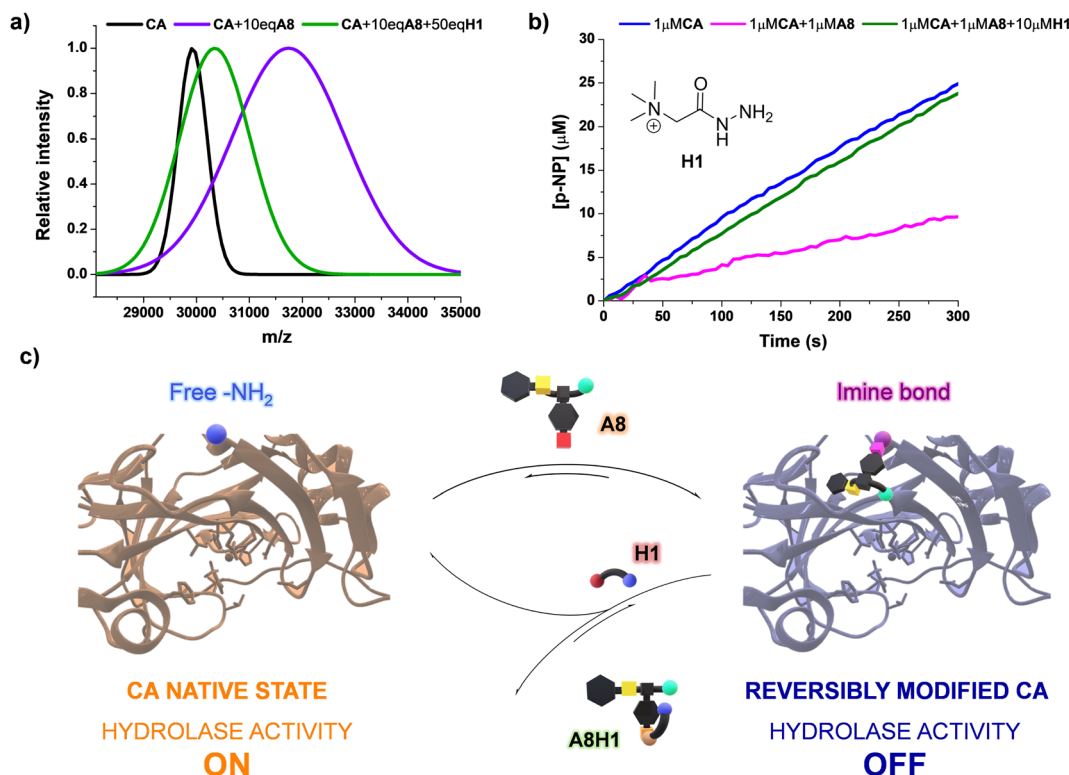 a)
CA CA+10eqA8 CA+10eqA8+50eqH1
Relative intensity
1.0
0.8
0.6
0.4
0.2
0.0
29000 30000 31000 32000 33000 34000 35000
m/z
b)
1μMCA 1μMCA+1μMA8 1μMCA+1μMA8+10μMH1
[p-NP] (μM)
30
25
20
15
10
5
0
0 50 100 150 200 250 300
Time (s)
N
⊕
O
N
H
NH₂
H1
c)
Free -NH₂
A8
Imine bond
H1
A8H1
CA NATIVE STATE
HYDROLASE ACTIVITY
ON
REVERSIBLY MODIFIED CA
HYDROLASE ACTIVITY
OFF